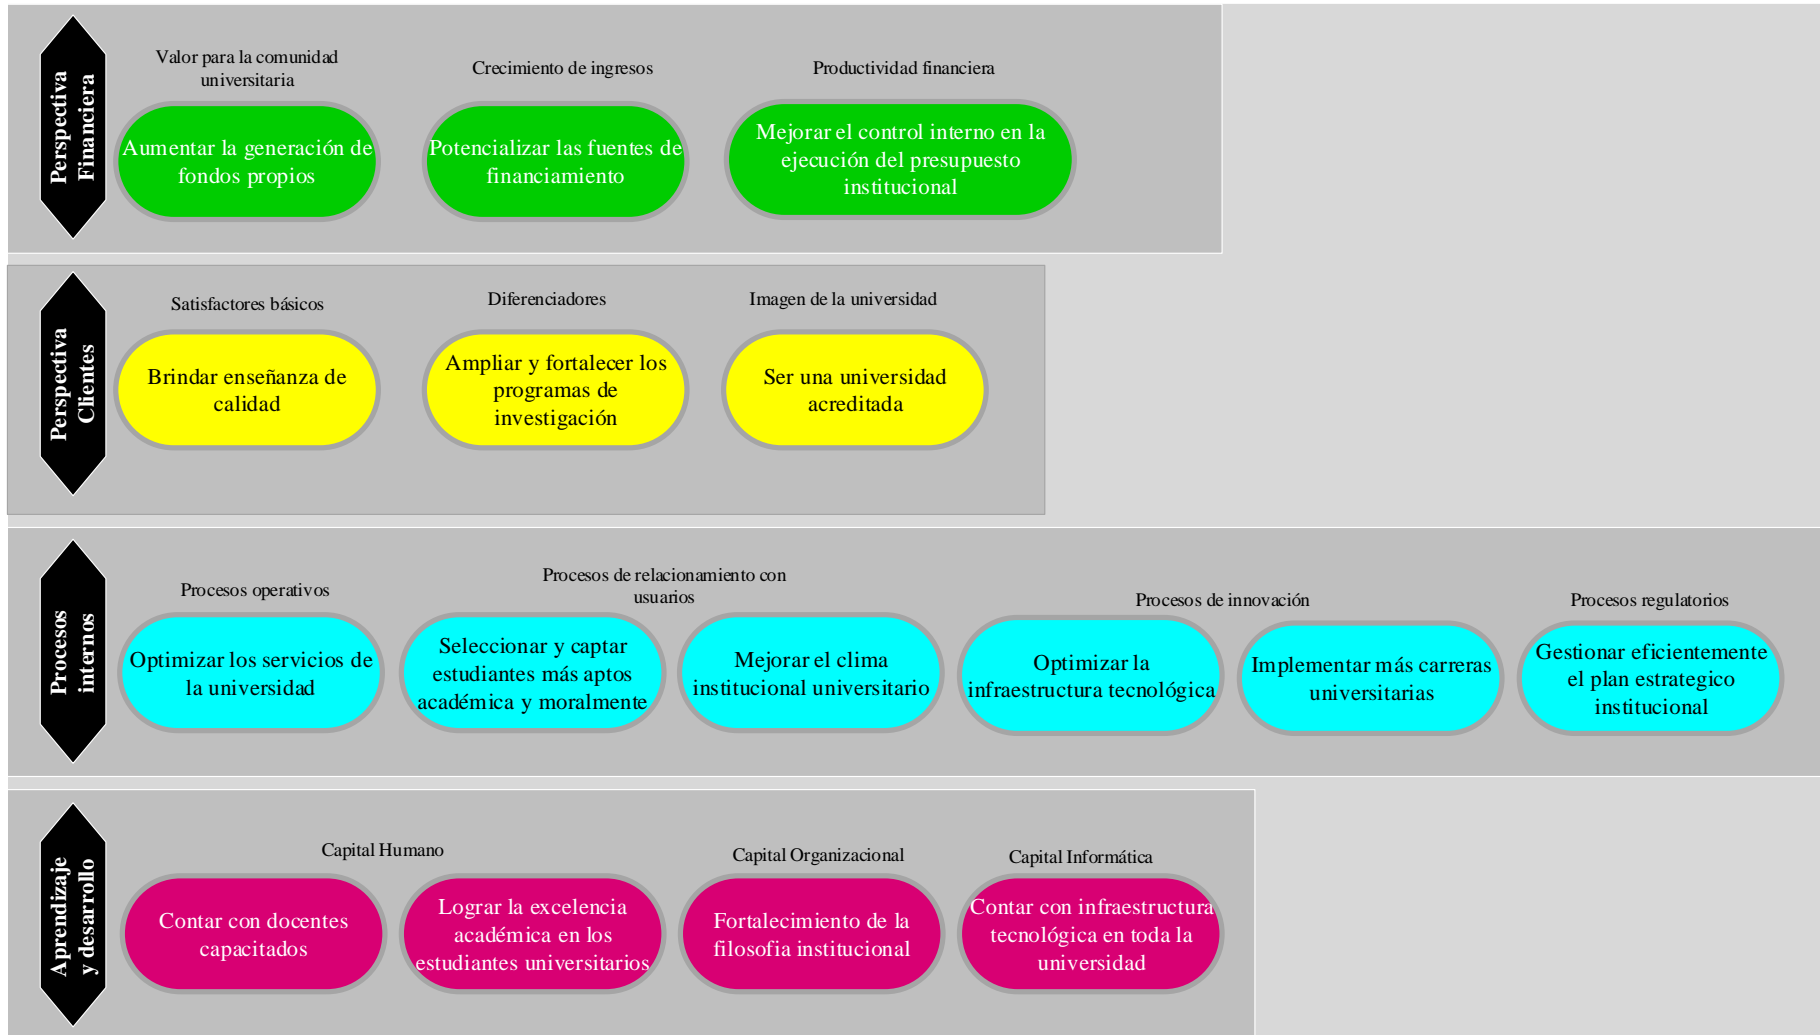 Perspectiva
Financiera
Valor para la comunidad
universitaria
Crecimiento de ingresos
Productividad financiera
Aumentar la generación de
fondos propios
Potencializar las fuentes de
financiamiento
Mejorar el control interno en la
ejecución del presupuesto
institucional
Perspectiva
Clientes
Satisfactores básicos
Diferenciadores
Imagen de la universidad
Brindar enseñanza de
calidad
Ampliar y fortalecer los
programas de
investigación
Ser una universidad
acreditada
Procesos
internos
Procesos operativos
Procesos de relacionamiento con
usuarios
Procesos de innovación
Procesos regulatorios
Optimizar los servicios de
la universidad
Seleccionar y captar
estudiantes más aptos
académica y moralmente
Mejorar el clima
institucional universitario
Optimizar la
infraestructura tecnológica
Implementar más carreras
universitarias
Gestionar eficientemente
el plan estrategico
institucional
Aprendizaje
y desarrollo
Capital Humano
Capital Organizacional
Capital Informática
Contar con docentes
capacitados
Lograr la excelencia
académica en los
estudiantes universitarios
Fortalecimiento de la
filosofia institucional
Contar con infraestructura
tecnológica en toda la
universidad